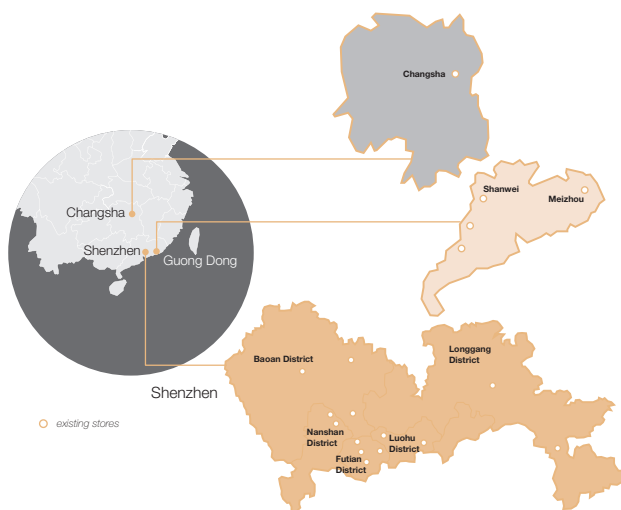 Changsha
Shanwei
Meizhou
Changsha
Shenzhen
Guong Dong
Baoan District
Longgang
District
Shenzhen
existing stores
Nanshan
District
Luohu
District
Futian
District